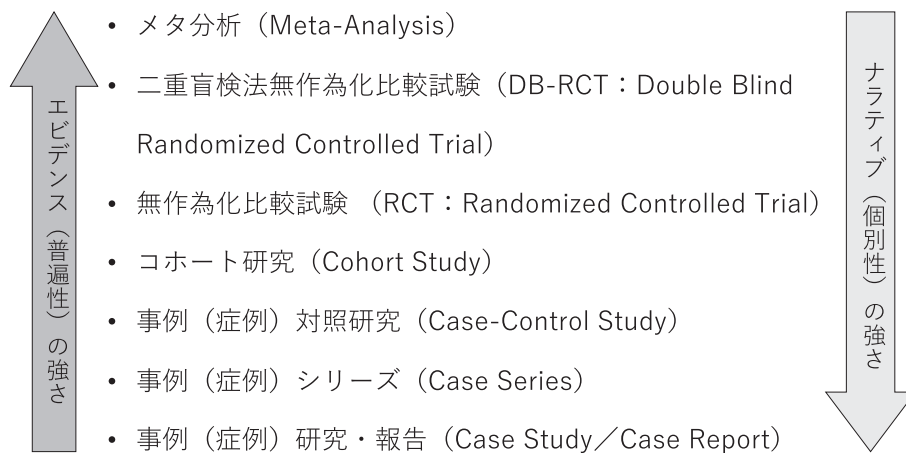 エビデンス（普遍性）の強さ
• メタ分析（Meta-Analysis）
• 二重盲検法無作為化比較試験（DB-RCT：Double Blind
Randomized Controlled Trial）
• 無作為化比較試験 （RCT：Randomized Controlled Trial）
• コホート研究（Cohort Study）
• 事例（症例）対照研究（Case-Control Study）
• 事例（症例）シリーズ（Case Series）
• 事例（症例）研究・報告（Case Study／Case Report）
ナラティブ（個別性）の強さ